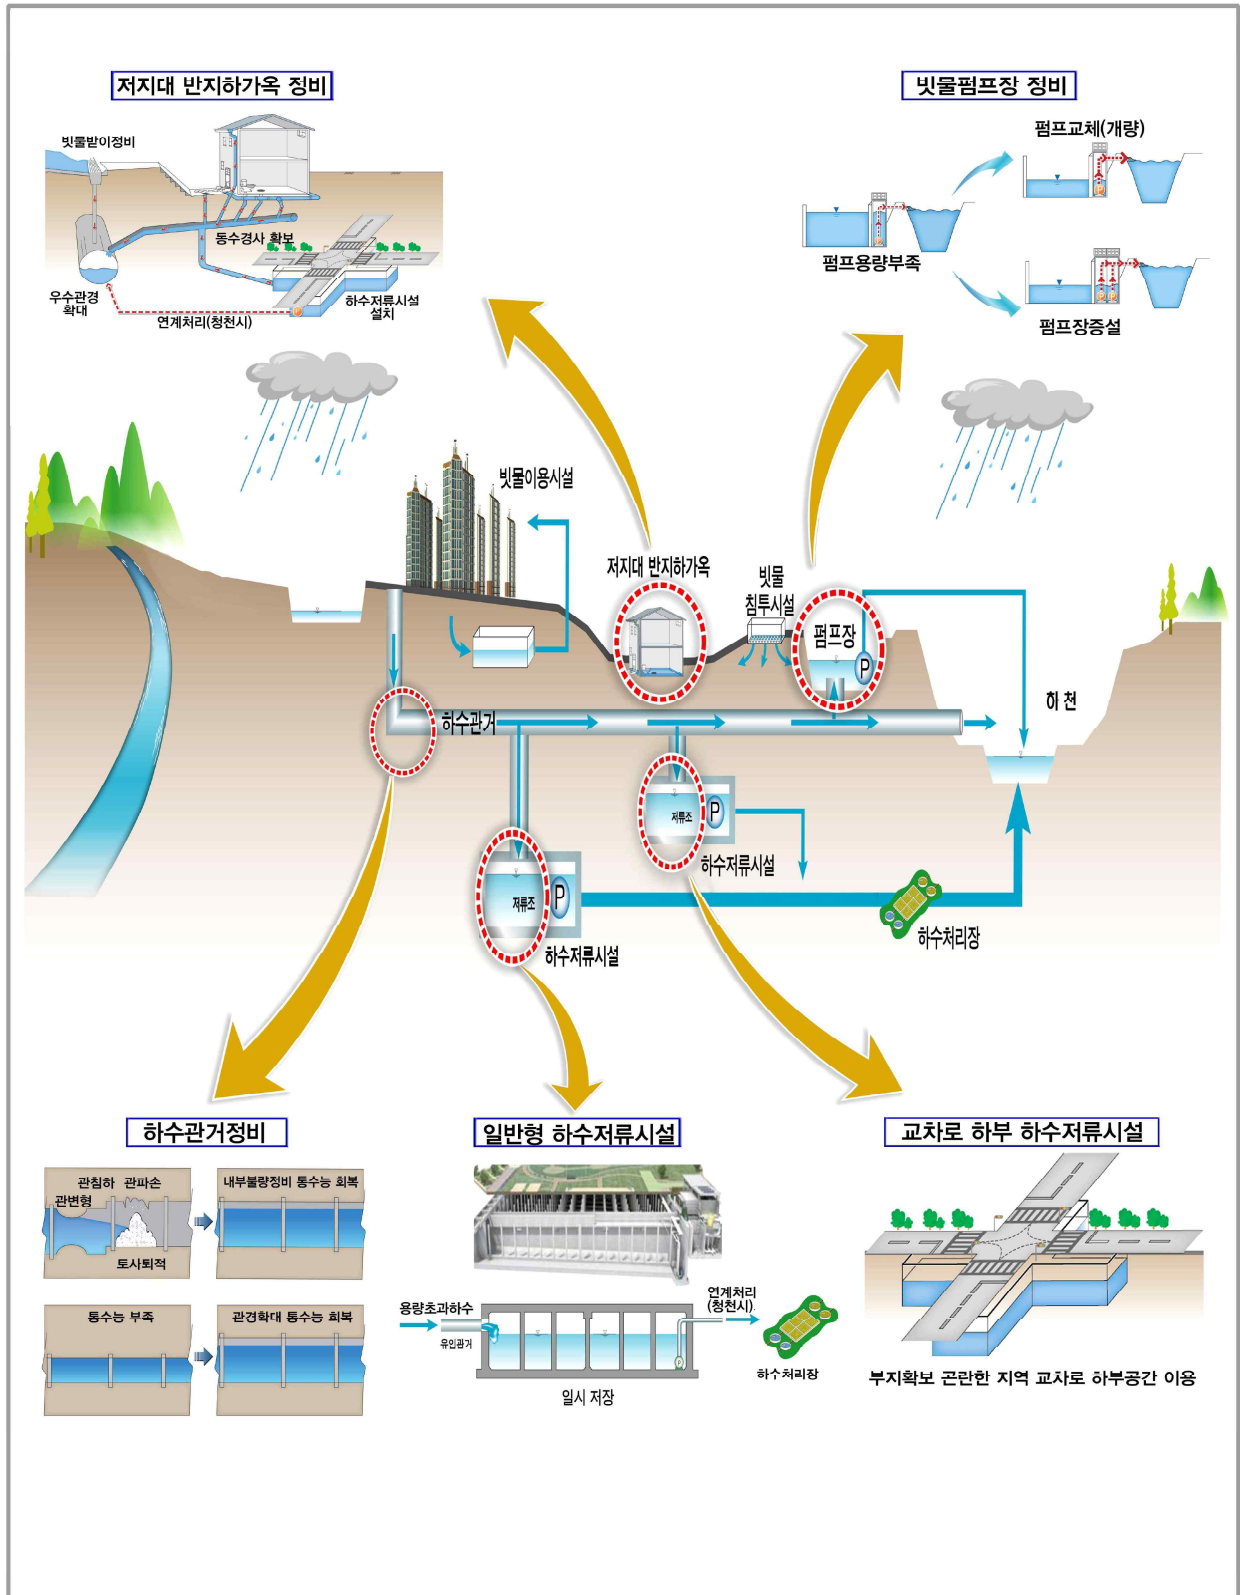 저지대 반지하가옥 정비
빗물받이정비
동수경사 확보
우수관경
확대
하수저류시설
설치
연계처리(청천시)
빗물펌프장 정비
펌프교체(개량)
펌프용량부족
펌프장증설
빗물이용시설
저지대 반지하가옥
빗물
침투시설
펌프장
P
하수관거
하 천
저류조
P
하수저류시설
저류조
P
하수저류시설
하수처리장
하수관거정비
관침하 관파손
관변형
토사퇴적
내부불량정비 통수능 회복
통수능 부족
관경확대 통수능 회복
일반형 하수저류시설
용량초과하수
유인관거
연계처리
(청천시).
하수처리장
일시 저장
교차로 하부 하수저류시설
부지확보 곤란한 지역 교차로 하부공간 이용